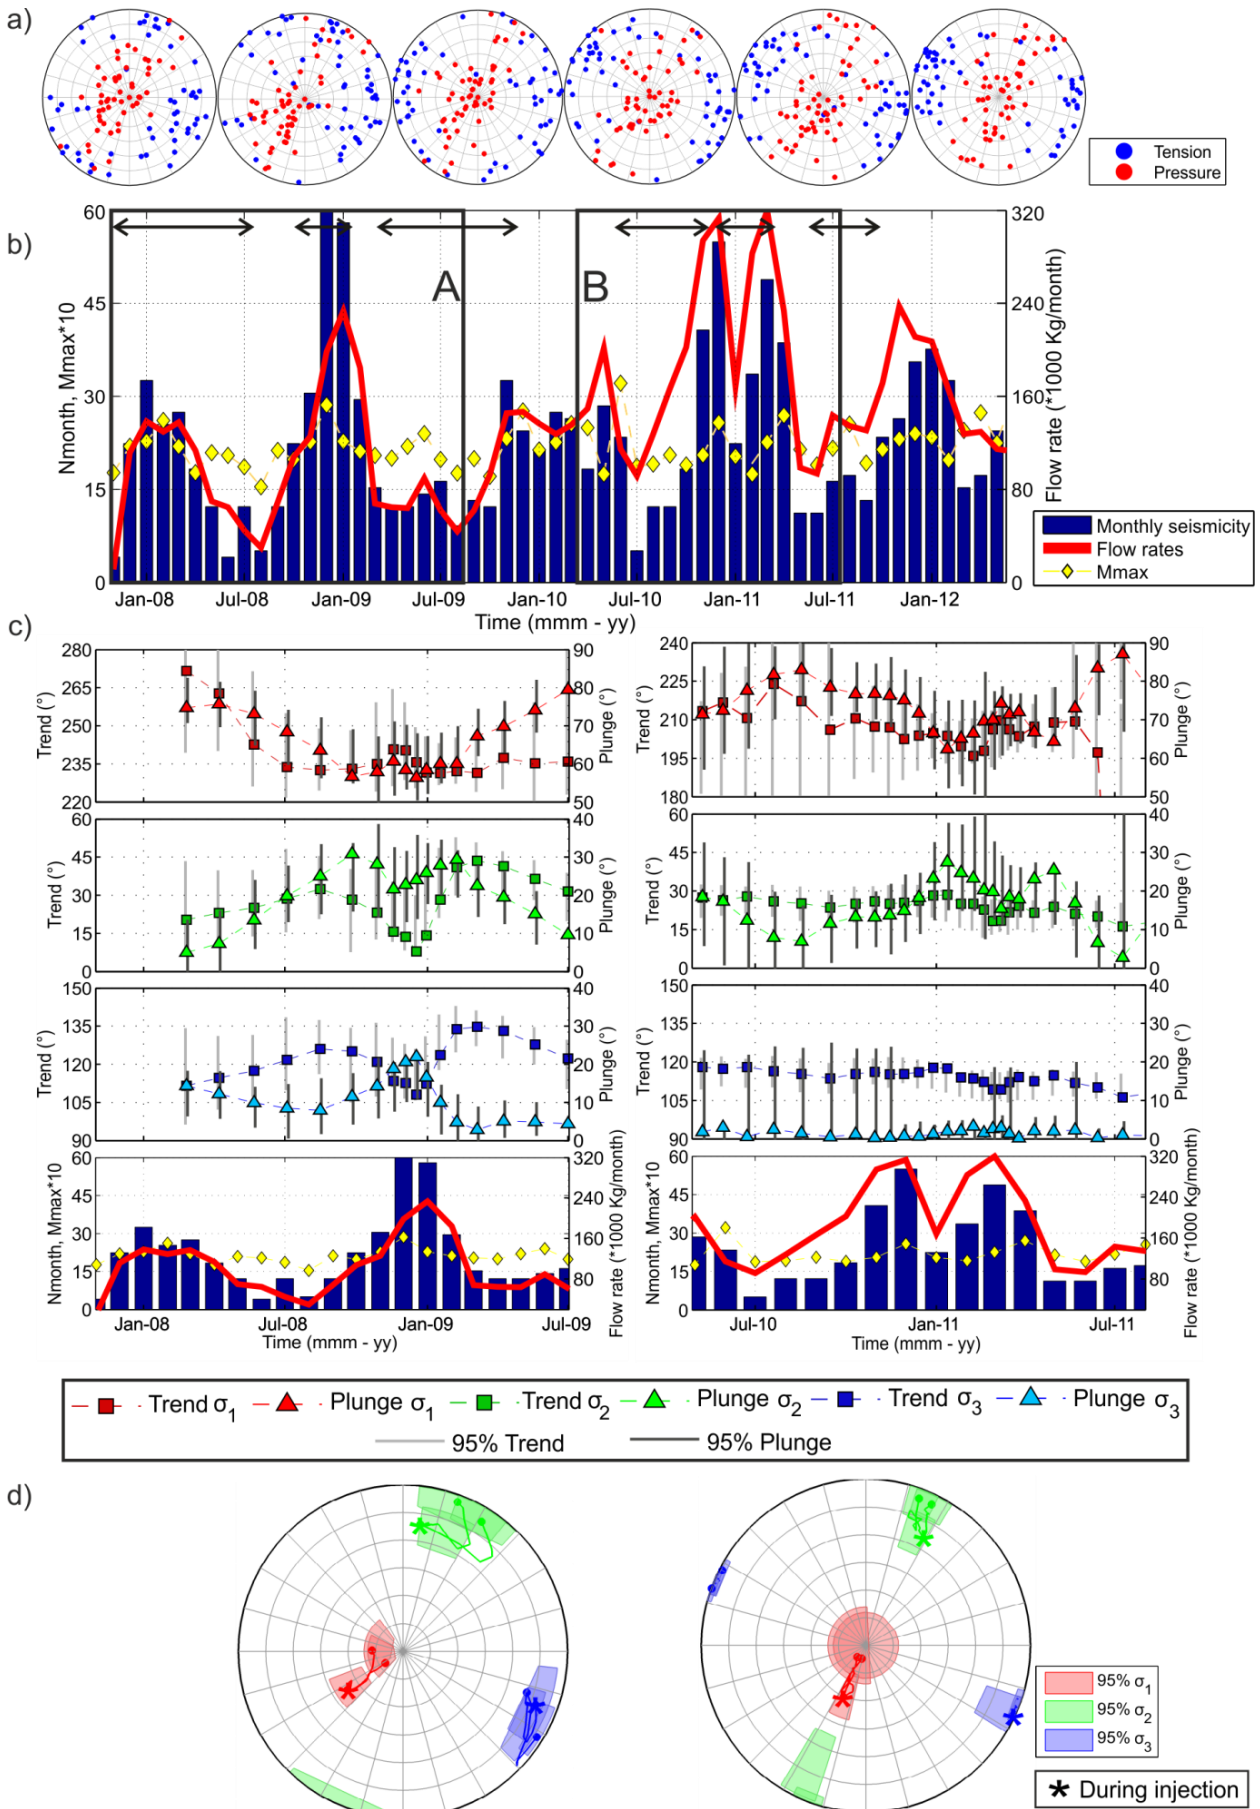 a)
Tension
Pressure
b)
60
45
30
15
0
Nmonth, Mmax*10
A
B
320
240
160
80
0
Flow rate (*1000 Kg/month)
Monthly seismicity
Flow rates
Mmax
Jan-08
Jul-08
Jan-09
Jul-09
Jan-10
Jul-10
Jan-11
Jul-11
Jan-12
Time (mmm - yy)
c)
280
265
250
235
220
Trend (°)
90
80
70
60
50
Plunge (°)
240
225
210
195
180
Trend (°)
90
80
70
60
50
Plunge (°)
60
45
30
15
0
Trend (°)
40
30
20
10
0
Plunge (°)
60
45
30
15
0
Trend (°)
40
30
20
10
0
Plunge (°)
150
135
120
105
90
Trend (°)
40
30
20
10
0
Plunge (°)
150
135
120
105
90
Trend (°)
40
30
20
10
0
Plunge (°)
60
45
30
15
0
Nmonth, Mmax*10
320
240
160
80
Flow rate (*1000 Kg/month)
Jan-08
Jul-08
Jan-09
Jul-09
Time (mmm - yy)
60
45
30
15
0
Nmonth, Mmax*10
320
240
160
80
Flow rate (*1000 Kg/month)
Jul-10
Jan-11
Jul-11
Time (mmm - yy)
Trend σ1 Plunge σ1 Trend σ2 Plunge σ2 Trend σ3 Plunge σ3
95% Trend 95% Plunge
d)
95% σ1
95% σ2
95% σ3
During injection